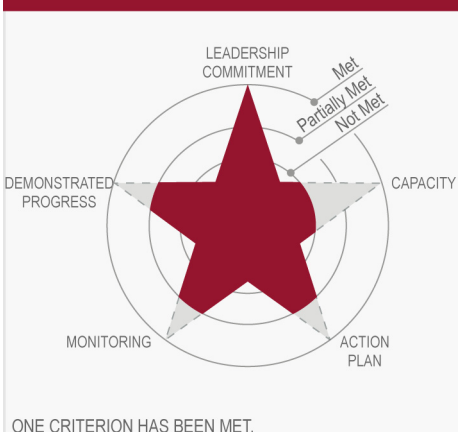 LEADERSHIP
COMMITMENT
Met
Partially Met
Not Met
DEMONSTRATED
PROGRESS
CAPACITY
MONITORING
ACTION
PLAN
ONE CRITERION HAS BEEN MET.